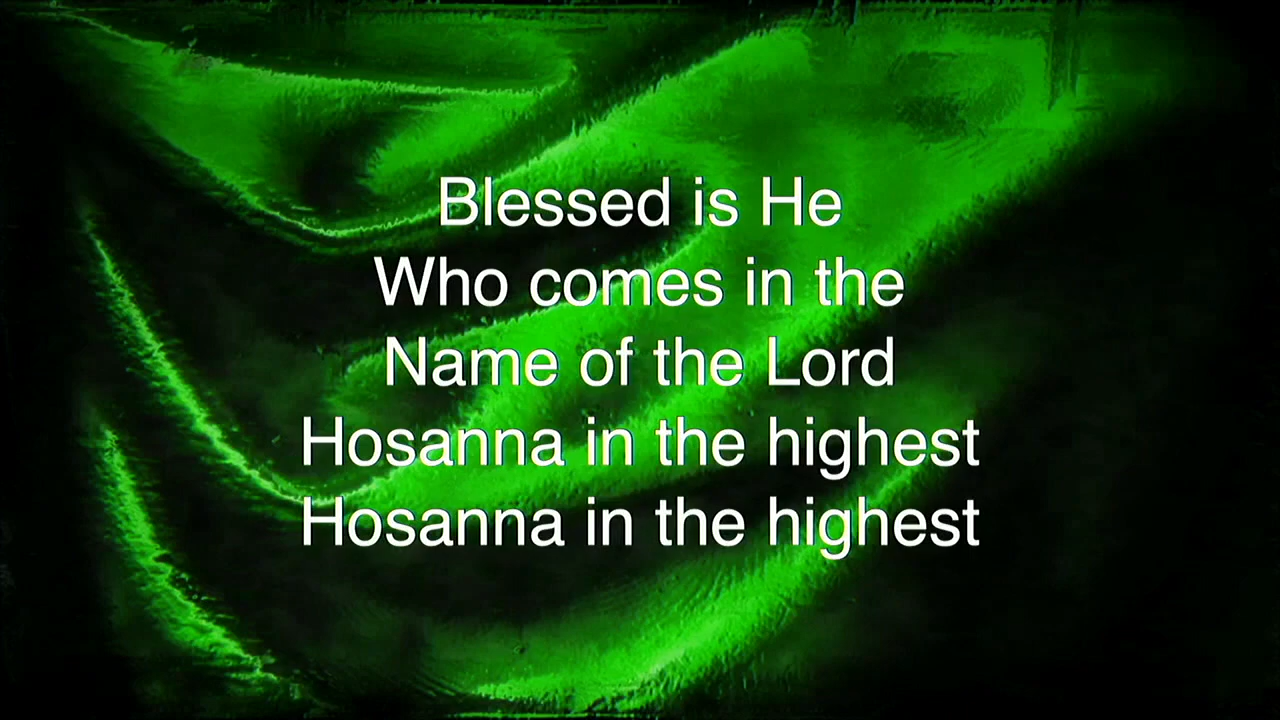 Blessed is He
Who comes in the
Name of the Lord
Hosanna in the highest
Hosanna in the highest